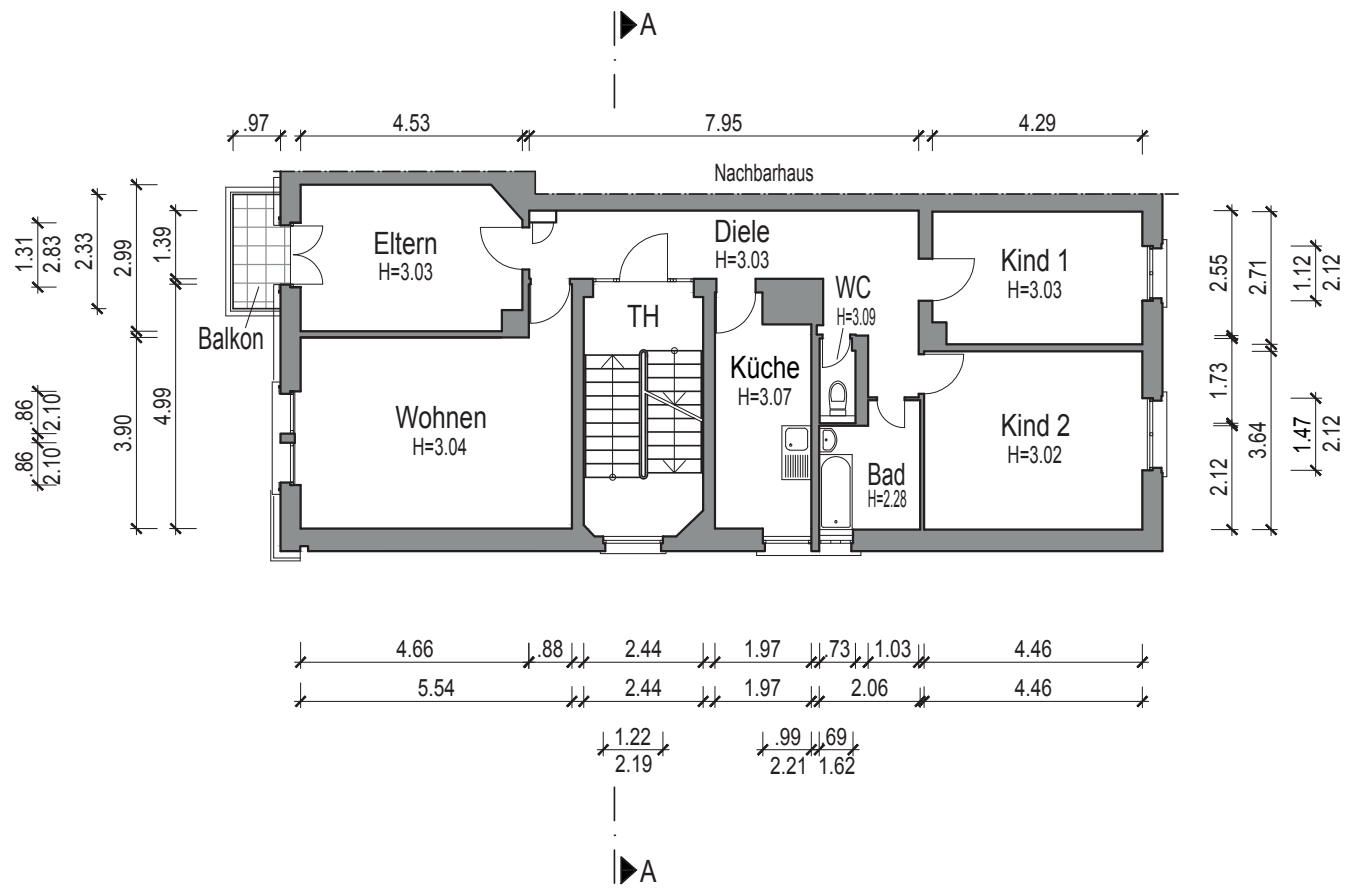 A
.97
4.53
7.95
4.29
Nachbarhaus
1.31
2.83
2.33
2.99
1.39
Eltern
H=3.03
Diele
H=3.03
Kind 1
H=3.03
2.55
2.71
1.12
2.12
WC
H=3.09
TH
Balkon
Küche
H=3.07
.86
2.10
.86
2.10
3.90
4.99
Wohnen
H=3.04
Kind 2
H=3.02
Bad
H=2.28
1.73
2.12
3.64
1.47
2.12
4.66
.88
2.44
1.97
.73
1.03
4.46
5.54
2.44
1.97
2.06
4.46
1.22
2.19
.99
2.21
.69
1.62
A